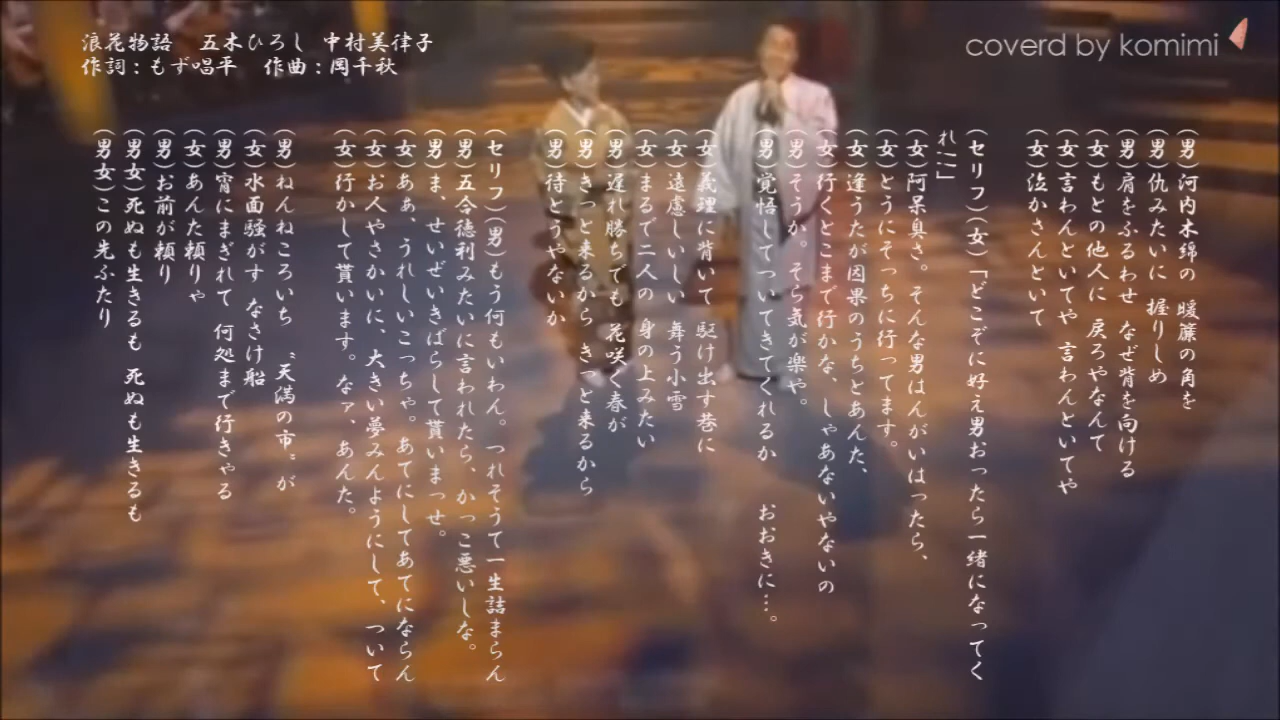 浪花物語　五木ひろし 中村美律子
作詞：もず唱平　作曲：岡千秋
coverd by komimi
（男）河内木綿の　暖簾の角を
（男）仇みたいに　握りしめ
（男）肩をふるわせ　なぜ背を向ける
（女）もとの他人に　戻ろやなんて
（女）言わんといてや　言わんといてや
（女）泣かさんといて
（セリフ）（女）「どこぞに好え男おったら一緒になってく
れ！」
（女）阿呆臭さ。そんな男はんがいはったら、
（女）とうにそっちに行ってます。
（女）逢うたが因果のうちとあんた、
（女）行くとこまで行かな、しゃあないやないの
（男）そうか。そら気が楽や。
（男）覚悟してついてきてくれるか　　おおきに…。
（女）義理に背いて　駆け出す巷に
（女）遠慮しいしい　舞う小雪
（女）まるで二人の　身の上みたい
（男）遅れ勝ちでも　花咲く春が
（男）きっと来るから　きっと来るから
（男）待とうやないか
（セリフ）（男）もう何もいわん。つれそうて一生詰まらん
（男）五合徳利みたいに言われたら、かっこ悪いしな。
（男）ま、せいぜいきばらして貰いまっせ。
（女）あぁ、うれしいこっちゃ。あてにしてあてにならん
（女）お人やさかいに、大きい夢みんようにして、ついて
（女）行かして貰います。なァ、あんた。
（男）ねんねころいち　〝天満の市〟が
（女）水面騒がす　なさけ船
（男）宵にまぎれて　何処まで行きゃる
（女）あんた頼りゃ
（男）お前が頼り
（男女）死ぬも生きるも　死ぬも生きるも
（男女）この先ふたり